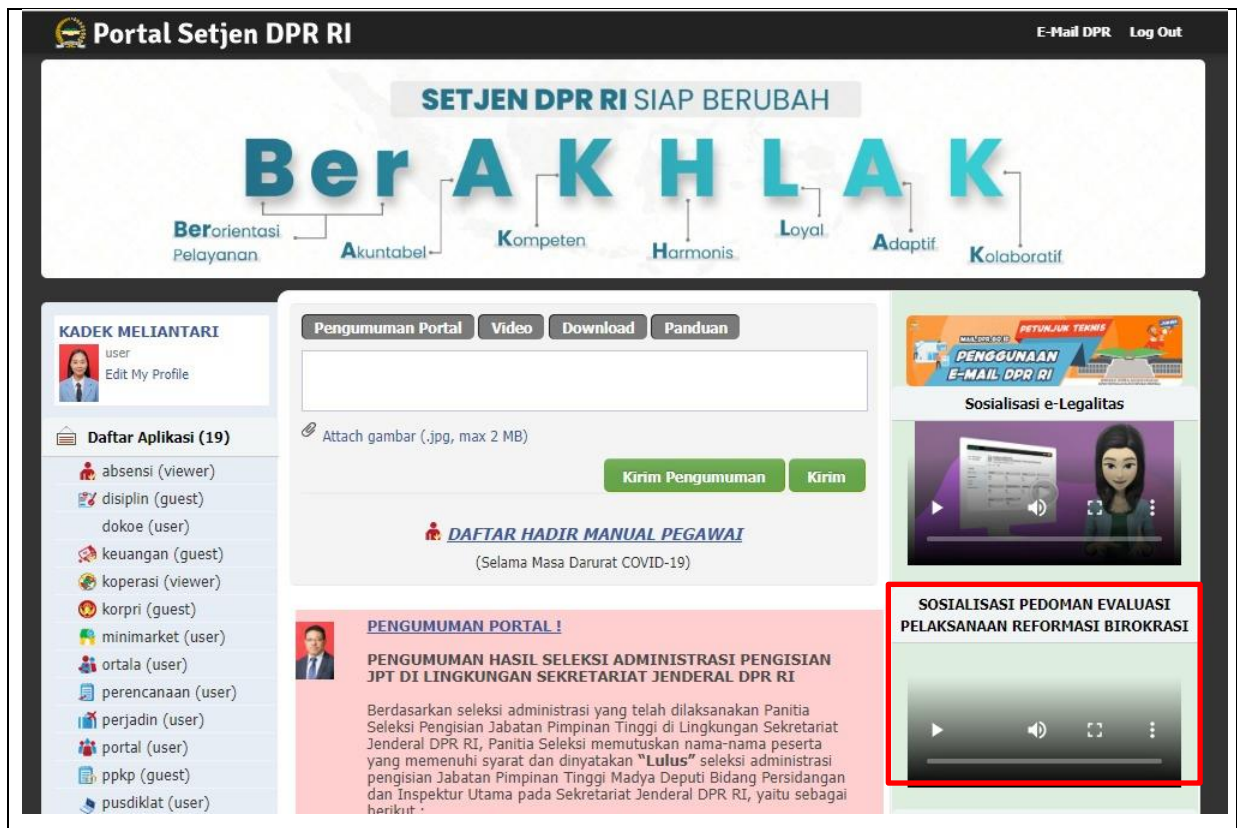 Portal Setjen DPR RI
E-Mail DPR Log Out
SETJEN DPR RI SIAP BERUBAH
BerAKHLAK
Berorientasi
Pelayanan
Akuntabel
Kompeten
Harmonis
Loyal
Adaptif
Kolaboratif
KADEK MELIANTARI
user
Edit My Profile
Daftar Aplikasi (19)
absensi (viewer)
disiplin (guest)
dokoe (user)
keuangan (guest)
koperasi (viewer)
korpri (guest)
minimarket (user)
ortala (user)
perencanaan (user)
perjadin (user)
portal (user)
ppkp (guest)
pusdiklat (user)
Pengumuman Portal Video Download Panduan
Attach gambar (.jpg, max 2 MB)
Kirim Pengumuman Kirim
DAFTAR HADIR MANUAL PEGAWAI
(Selama Masa Darurat COVID-19)
PENGUMUMAN PORTAL !
PENGUMUMAN HASIL SELEKSI ADMINISTRASI PENGISIAN
JPT DI LINGKUNGAN SEKRETARIAT JENDERAL DPR RI
Berdasarkan seleksi administrasi yang telah dilaksanakan Panitia
Seleksi Pengisian Jabatan Pimpinan Tinggi di Lingkungan Sekretariat
Jenderal DPR RI, Panitia Seleksi memutuskan nama-nama peserta
yang memenuhi syarat dan dinyatakan "Lulus" seleksi administrasi
pengisian Jabatan Pimpinan Tinggi Madya Deputi Bidang Persidangan
dan Inspektur Utama pada Sekretariat Jenderal DPR RI, yaitu sebagai
berikut :
PETUNJUK TEKNIS
MAIL.DPR.GO.ID
PENGGUNAAN
E-MAIL DPR RI
Sosialisasi e-Legalitas
SOSIALISASI PEDOMAN EVALUASI
PELAKSANAAN REFORMASI BIROKRASI